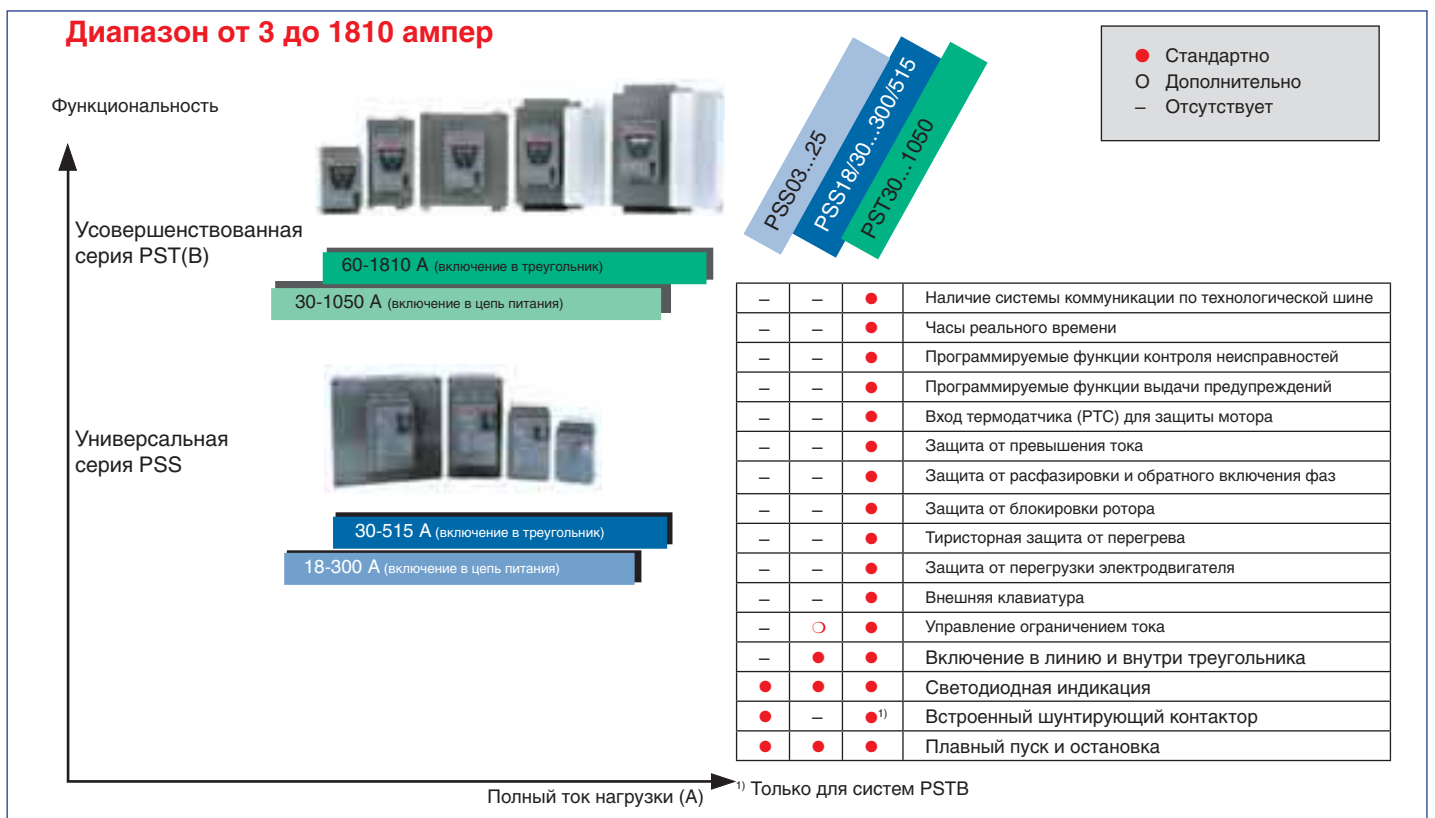 Диапазон от 3 до 1810 ампер
Функциональность
Усовершенствованная
серия PST(B)
60-1810 А (включение в треугольник)
30-1050 А (включение в цепь питания)
Универсальная
серия PSS
30-515 А (включение в треугольник)
18-300 А (включение в цепь питания)
Полный ток нагрузки (А)
PSS03...25
PSS18/30...300/515
PST30...1050
● Стандартно
О Дополнительно
– Отсутствует
– – ● Наличие системы коммуникации по технологической шине
– – ● Часы реального времени
– – ● Программируемые функции контроля неисправностей
– – ● Программируемые функции выдачи предупреждений
– – ● Вход термодатчика (PTC) для защиты мотора
– – ● Защита от превышения тока
– – ● Защита от расфазировки и обратного включения фаз
– – ● Защита от блокировки ротора
– – ● Тиристорная защита от перегрева
– – ● Защита от перегрузки электродвигателя
– – ● Внешняя клавиатура
– ❍ ● Управление ограничением тока
– ● ● Включение в линию и внутри треугольника
● ● ● Светодиодная индикация
● – ●1) Встроенный шунтирующий контактор
● ● ● Плавный пуск и остановка
1) Только для систем PSTB